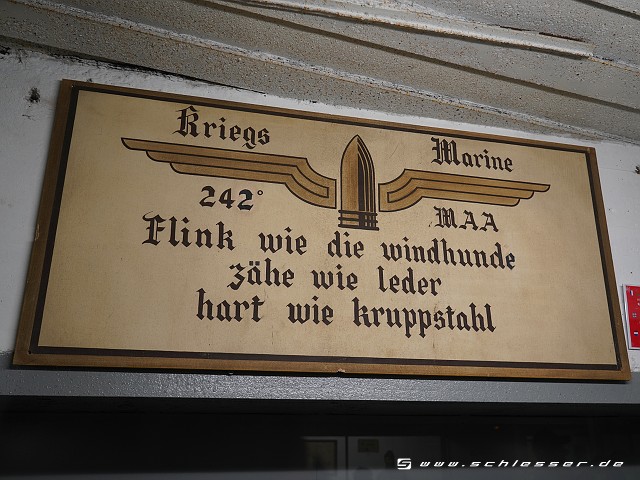 Kriegs Marine
242° MAA
Flink wie die windhunde
zähe wie leder
hart wie kruppstahl
www.schlesser.de